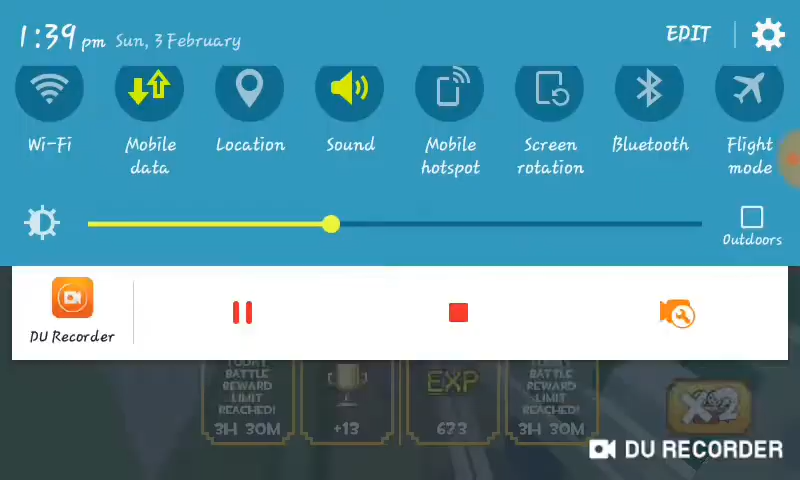 1:39 pm Sun, 3 February
EDIT
Wi-Fi
Mobile data
Location
Sound
Mobile hotspot
Screen rotation
Bluetooth
Flight mode
Outdoors
DU Recorder
TODAY
BATTLE
REWARD
LIMIT
REACHED!
3H 30M
+13
EXP
673
TODAY
BATTLE
REWARD
LIMIT
REACHED!
3H 30M
X2
DU RECORDER